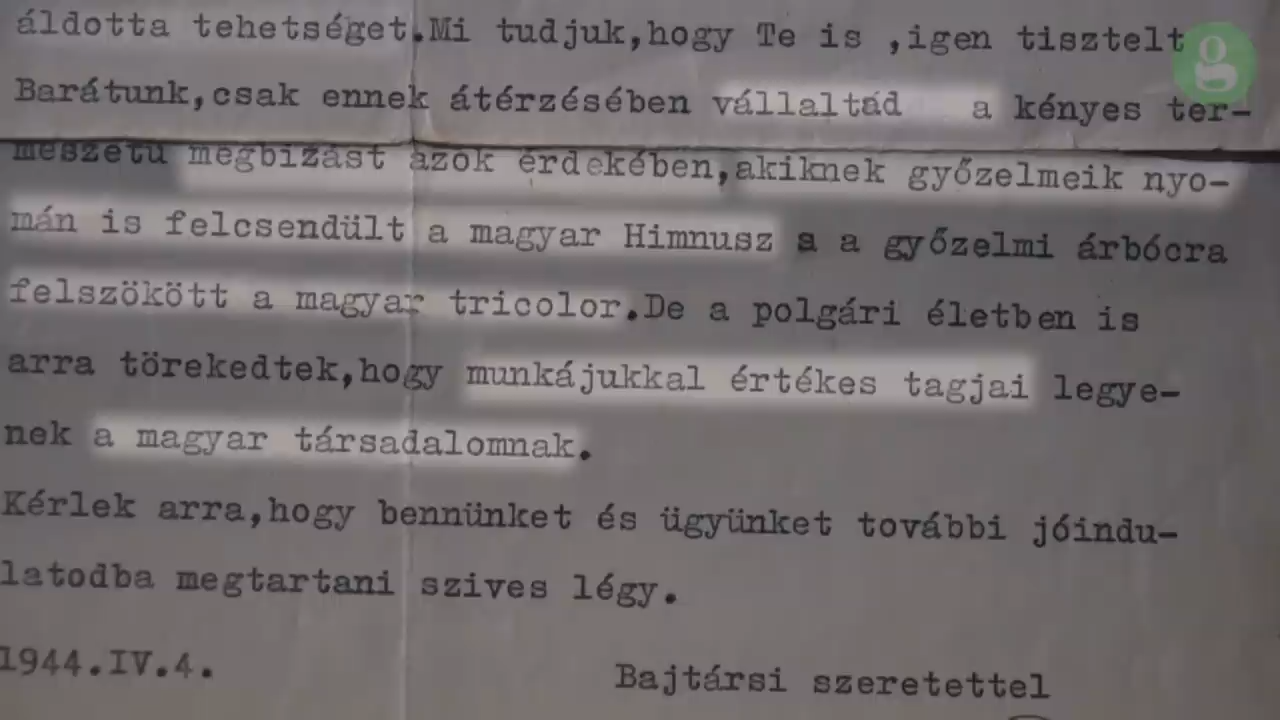 áldotta tehetséget.Mi tudjuk,hogy Te is ,igen tisztelt
Barátunk,csak ennek átérzésében vállaltád a kényes ter-
mészetü megbizást azok érdekében,akiknek győzelmeik nyo-
mán is felcsendült a magyar Himnusz s a győzelmi árbócra
felszökött a magyar tricolor.De a polgári életben is
arra törekedtek,hogy munkájukkal értékes tagjai legye-
nek a magyar társadalomnak.
Kérlek arra,hogy bennünket és ügyünket további jóindu-
latodba megtartani szives légy.
1944.IV.4.
Bajtársi szeretettel